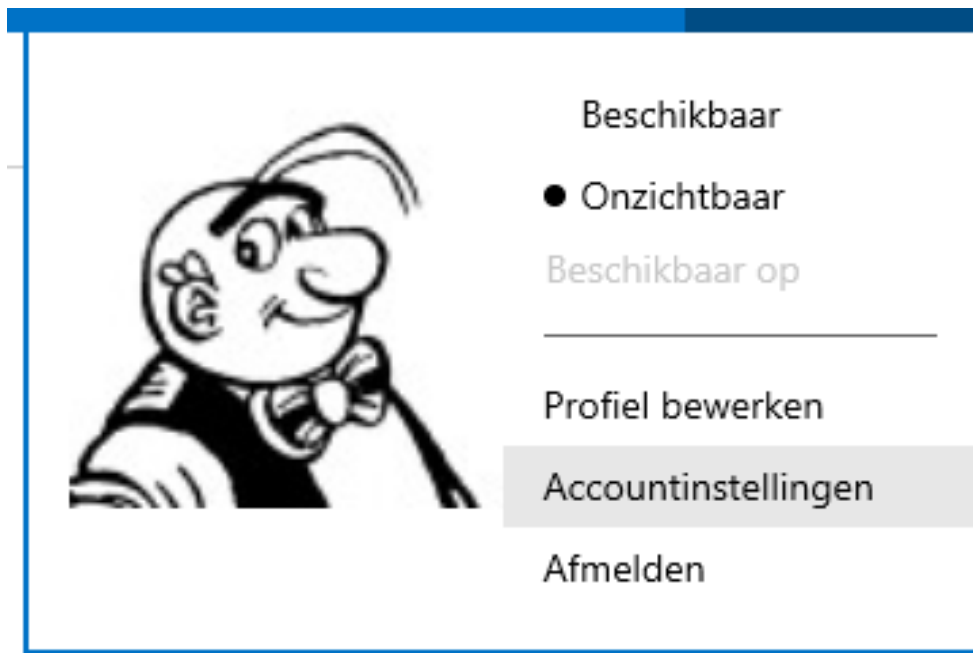 Beschikbaar
Onzichtbaar
Beschikbaar op
Profiel bewerken
Accountinstellingen
Afmelden